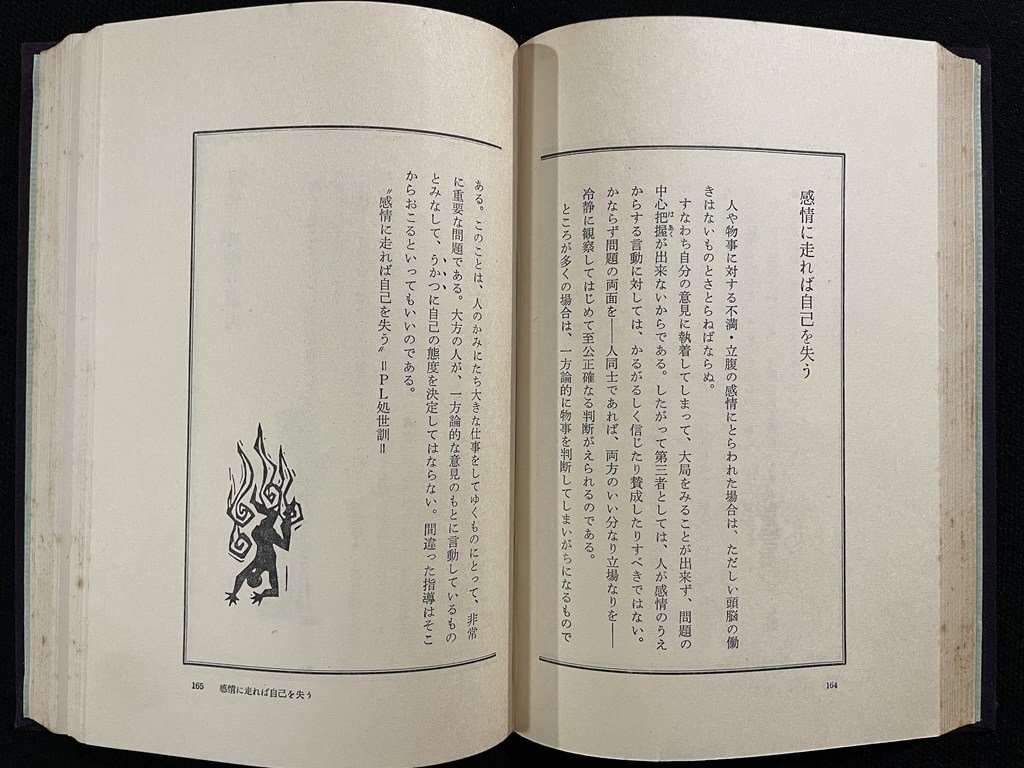 感情に走れば自己を失う
人や物事に対する不満・立腹の感情にとらわれた場合は、ただしい頭脳の働
きはないものとさとらねばならぬ。
すなわち自分の意見に執着してしまって、大局をみることが出来ず、問題の
中心把握が出来ないからである。したがって第三者としては、人が感情のうえ
からする言動に対しては、かるがるしく信じたり賛成したりすべきではない。
かならず問題の両面を――人同士であれば、両方のいい分なり立場なりを――
冷静に観察してはじめて至公正確なる判断がえられるのである。
ところが多くの場合は、一方論的に物事を判断してしまいがちになるもので
164
ある。このことは、人のかみにたち大きな仕事をしてゆくものにとって、非常
に重要な問題である。大方の人が、一方論的な意見のもとに言動しているもの
とみなして、うかつに自己の態度を決定してはならない。間違った指導はそこ
からおこるといってもいいのである。
〝感情に走れば自己を失う〟＝ＰＬ処世訓＝
165 感情に走れば自己を失う